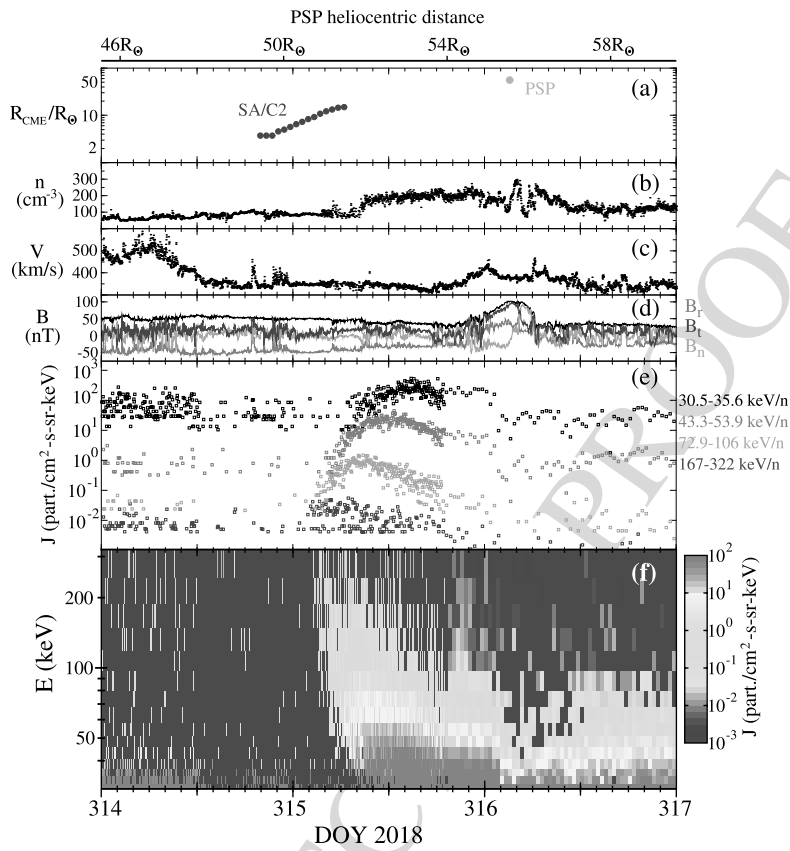 PSP heliocentric distance
46R⊙ 50R⊙ 54R⊙ 58R⊙
50
10
2
R_CME/R⊙
SA/C2
PSP
(a)
300
200
100
n
(cm⁻³)
(b)
500
400
V
(km/s)
(c)
100
50
0
-50
B
(nT)
(d)
B_r
B_t
B_n
10³
10²
10¹
10⁰
10⁻¹
10⁻²
J (part./cm²-s-sr-keV)
(e)
30.5-35.6 keV/n
43.3-53.9 keV/n
72.9-106 keV/n
167-322 keV/n
200
100
50
E (keV)
(f)
10²
10¹
10⁰
10⁻¹
10⁻²
10⁻³
J (part./cm²-s-sr-keV)
314 315 316 317
DOY 2018
PROOF